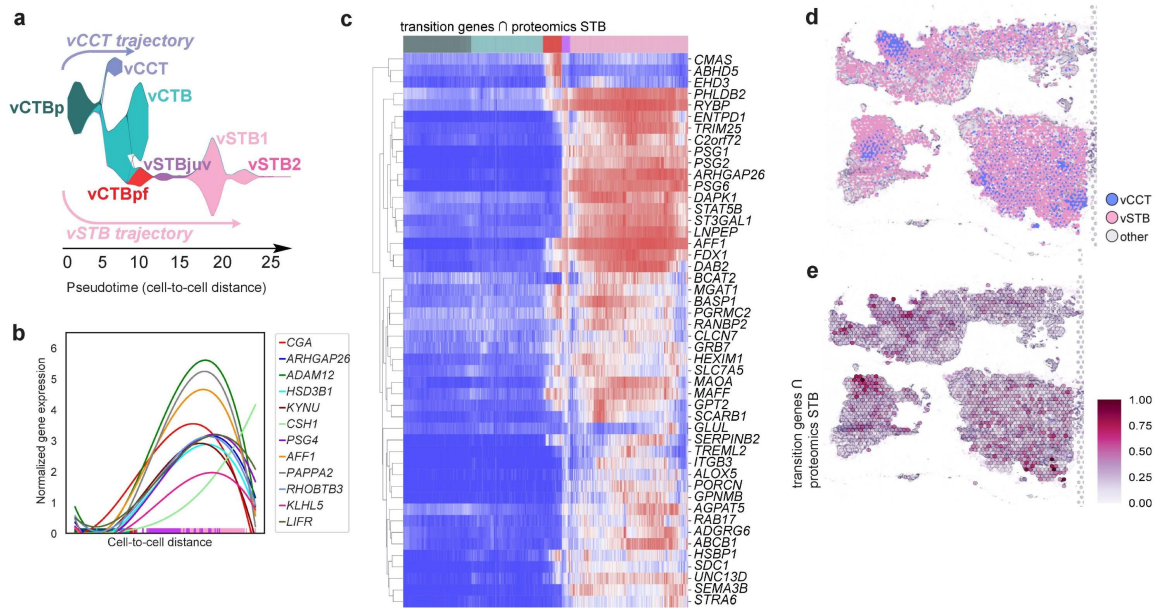 a
vCCT trajectory
vCCT
vCTBp
vCTB
vSTB1
vSTBjuv
vSTB2
vCTBpf
vSTB trajectory
0 5 10 15 20 25
Pseudotime (cell-to-cell distance)
b
Normalized gene expression
6
5
4
3
2
1
0
Cell-to-cell distance
CGA
ARHGAP26
ADAM12
HSD3B1
KYNU
CSH1
PSG4
AFF1
PAPPA2
RHOBTB3
KLHL5
LIFR
c
transition genes ∩ proteomics STB
CMAS
ABHD5
EHD3
PHLDB2
RYBP
ENTPD1
TRIM25
C2orf72
PSG1
PSG2
ARHGAP26
PSG6
DAPK1
STAT5B
ST3GAL1
LNPEP
AFF1
FDX1
DAB2
BCAT2
MGAT1
BASP1
PGRMC2
RANBP2
CLCN7
GRB7
HEXIM1
SLC7A5
MAOA
MAFF
GPT2
SCARB1
GLUL
SERPINB2
TREML2
ITGB3
ALOX5
PORCN
GPNMB
AGPAT5
RAB17
ADGRG6
ABCB1
HSBP1
SDC1
UNC13D
SEMA3B
STRA6
d
vCCT
vSTB
other
e
transition genes ∩
proteomics STB
1.00
0.75
0.50
0.25
0.00